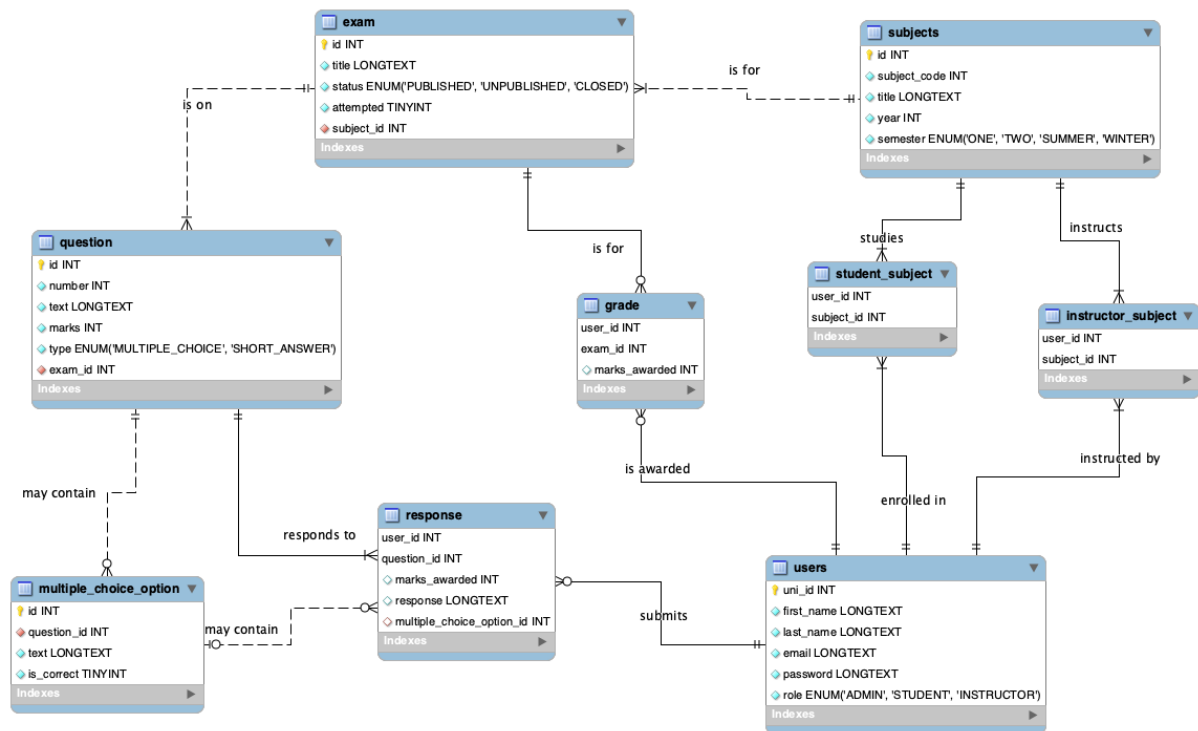 exam
id INT
title LONGTEXT
status ENUM('PUBLISHED', 'UNPUBLISHED', 'CLOSED')
attempted TINYINT
subject_id INT
Indexes
subjects
id INT
subject_code INT
title LONGTEXT
year INT
semester ENUM('ONE', 'TWO', 'SUMMER', 'WINTER')
Indexes
is for
is on
question
id INT
number INT
text LONGTEXT
marks INT
type ENUM('MULTIPLE_CHOICE', 'SHORT_ANSWER')
exam_id INT
Indexes
is for
grade
user_id INT
exam_id INT
marks_awarded INT
Indexes
studies
student_subject
user_id INT
subject_id INT
Indexes
instructs
instructor_subject
user_id INT
subject_id INT
Indexes
is awarded
enrolled in
instructed by
may contain
responds to
response
user_id INT
question_id INT
marks_awarded INT
response LONGTEXT
multiple_choice_option_id INT
Indexes
multiple_choice_option
id INT
question_id INT
text LONGTEXT
is_correct TINYINT
Indexes
may contain
submits
users
uni_id INT
first_name LONGTEXT
last_name LONGTEXT
email LONGTEXT
password LONGTEXT
role ENUM('ADMIN', 'STUDENT', 'INSTRUCTOR')
Indexes